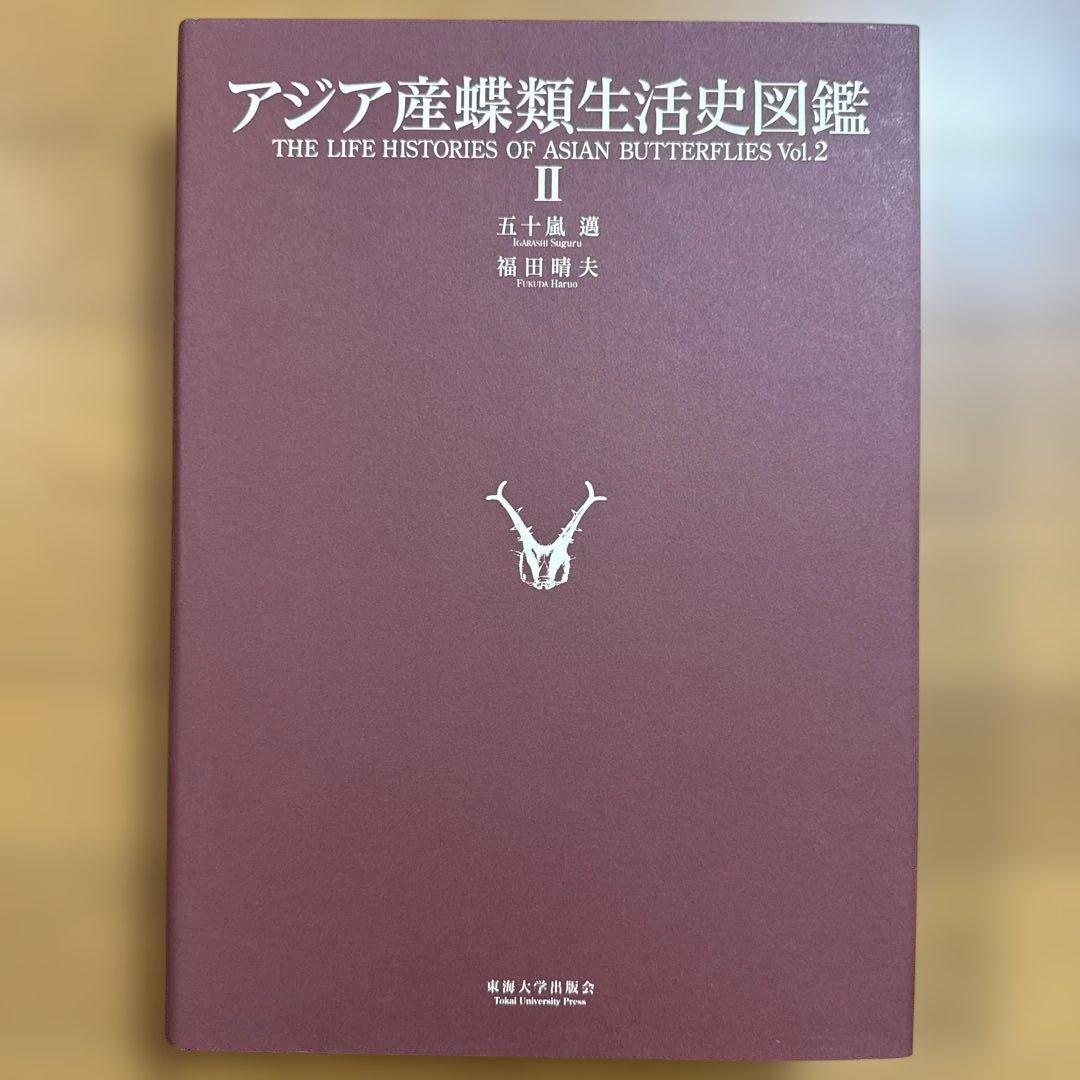 アジア産蝶類生活史図鑑
THE LIFE HISTORIES OF ASIAN BUTTERFLIES Vol.2
II
五十嵐 邁
IGARASHI Suguru
福田晴夫
FUKUDA Haruo
東海大学出版会
Tokai University Press